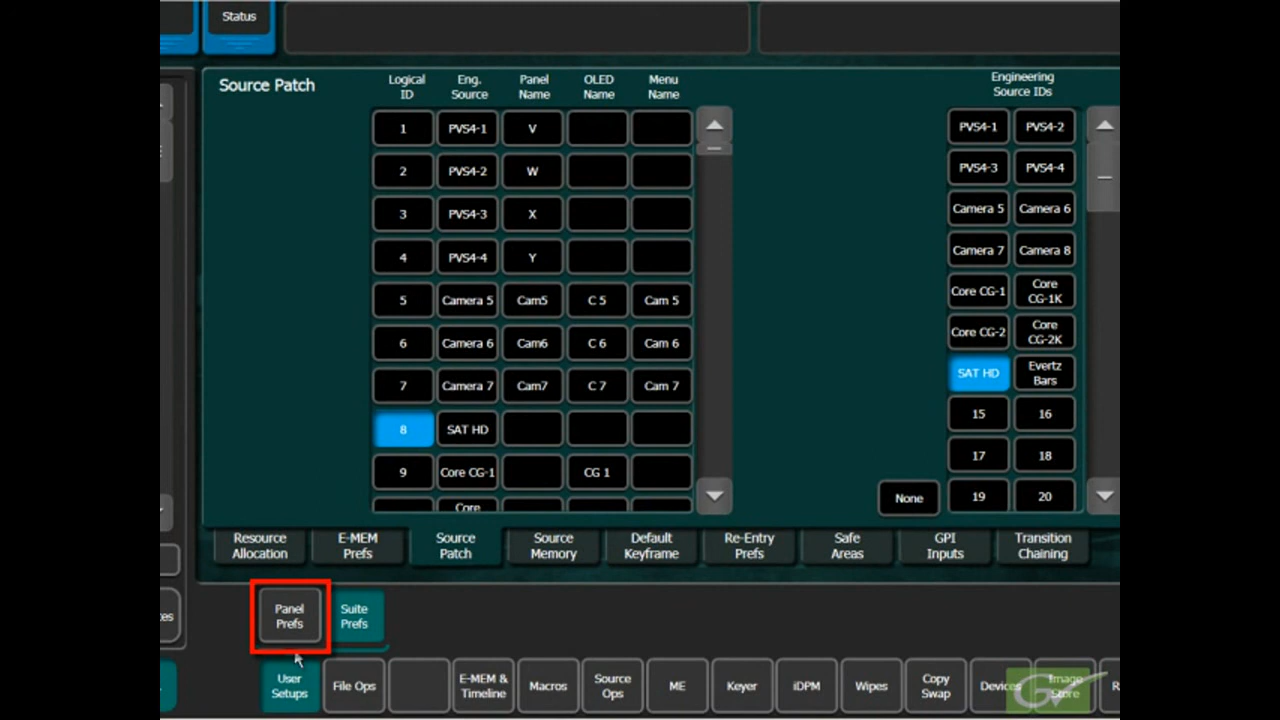 Status
Source Patch
Logical ID
Eng. Source
Panel Name
OLED Name
Menu Name
Engineering Source IDs
1 PVS4-1 V
2 PVS4-2 W
3 PVS4-3 X
4 PVS4-4 Y
5 Camera 5 Cam5 C 5 Cam 5
6 Camera 6 Cam6 C 6 Cam 6
7 Camera 7 Cam7 C 7 Cam 7
8 SAT HD
9 Core CG-1 CG 1
Core
PVS4-1 PVS4-2
PVS4-3 PVS4-4
Camera 5 Camera 6
Camera 7 Camera 8
Core CG-1 Core CG-1K
Core CG-2 Core CG-2K
SAT HD Evertz Bars
15 16
17 18
None 19 20
Resource Allocation
E-MEM Prefs
Source Patch
Source Memory
Default Keyframe
Re-Entry Prefs
Safe Areas
GPI Inputs
Transition Chaining
Panel Prefs
Suite Prefs
User Setups
File Ops
E-MEM & Timeline
Macros
Source Ops
ME
Keyer
iDPM
Wipes
Copy Swap
Devices
Image Store